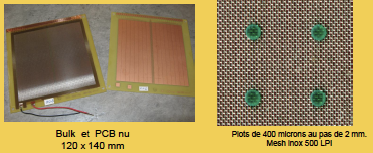 Bulk et PCB nu
120 x 140 mm
Plots de 400 microns au pas de 2 mm.
Mesh Inox 500 LPI